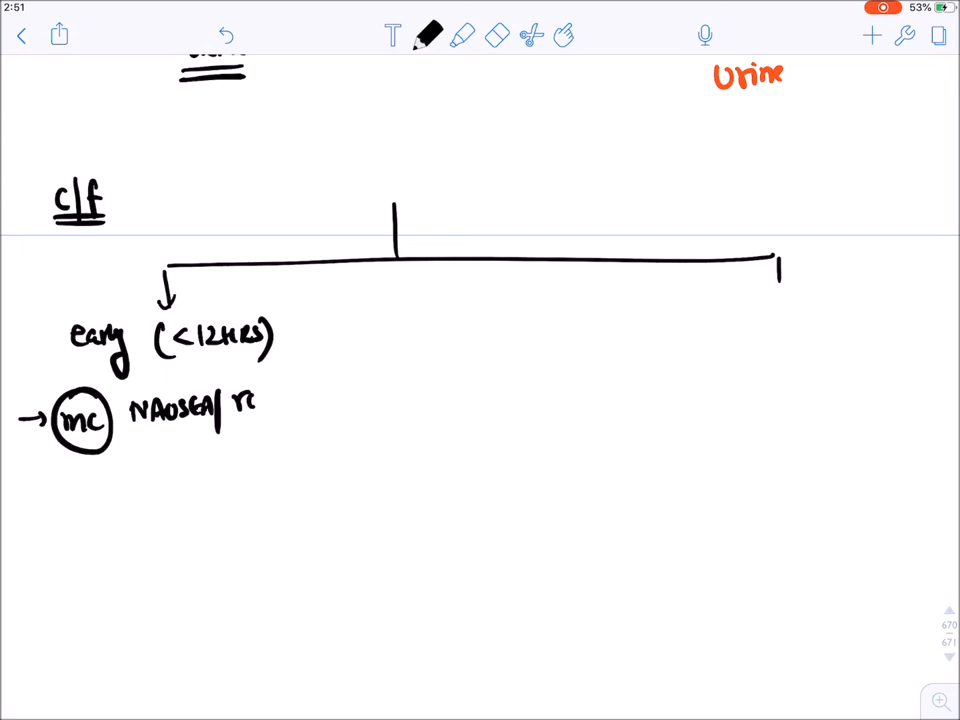 2:51
53%
Urine
C/f
early (<12HRS)
→ mc NAUSEA/
670
671